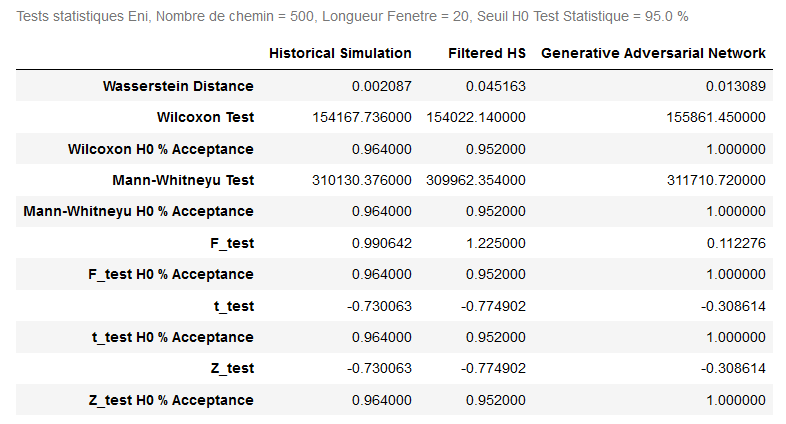 Tests statistiques Eni, Nombre de chemin = 500, Longueur Fenetre = 20, Seuil H0 Test Statistique = 95.0 %
Historical Simulation Filtered HS Generative Adversarial Network
Wasserstein Distance 0.002087 0.045163 0.013089
Wilcoxon Test 154167.736000 154022.140000 155861.450000
Wilcoxon H0 % Acceptance 0.964000 0.952000 1.000000
Mann-Whitneyu Test 310130.376000 309962.354000 311710.720000
Mann-Whitneyu H0 % Acceptance 0.964000 0.952000 1.000000
F_test 0.990642 1.225000 0.112276
F_test H0 % Acceptance 0.964000 0.952000 1.000000
t_test -0.730063 -0.774902 -0.308614
t_test H0 % Acceptance 0.964000 0.952000 1.000000
Z_test -0.730063 -0.774902 -0.308614
Z_test H0 % Acceptance 0.964000 0.952000 1.000000